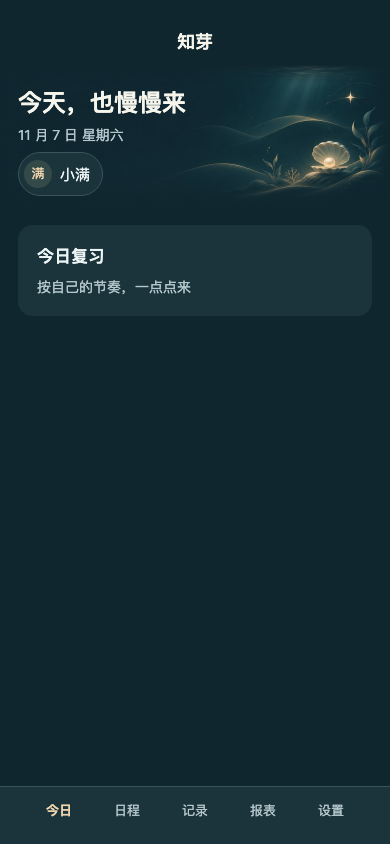 知芽
今天，也慢慢来
11 月 7 日 星期六
满 小满
今日复习
按自己的节奏，一点点来
今日 日程 记录 报表 设置